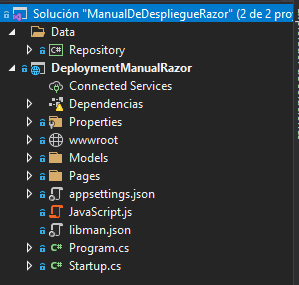 Solución "ManualDeDespliegueRazor" (2 de 2 pro
Data
C# Repository
DeploymentManualRazor
Connected Services
Dependencias
Properties
wwwroot
Models
Pages
appsettings.json
JavaScript.js
libman.json
C# Program.cs
C# Startup.cs